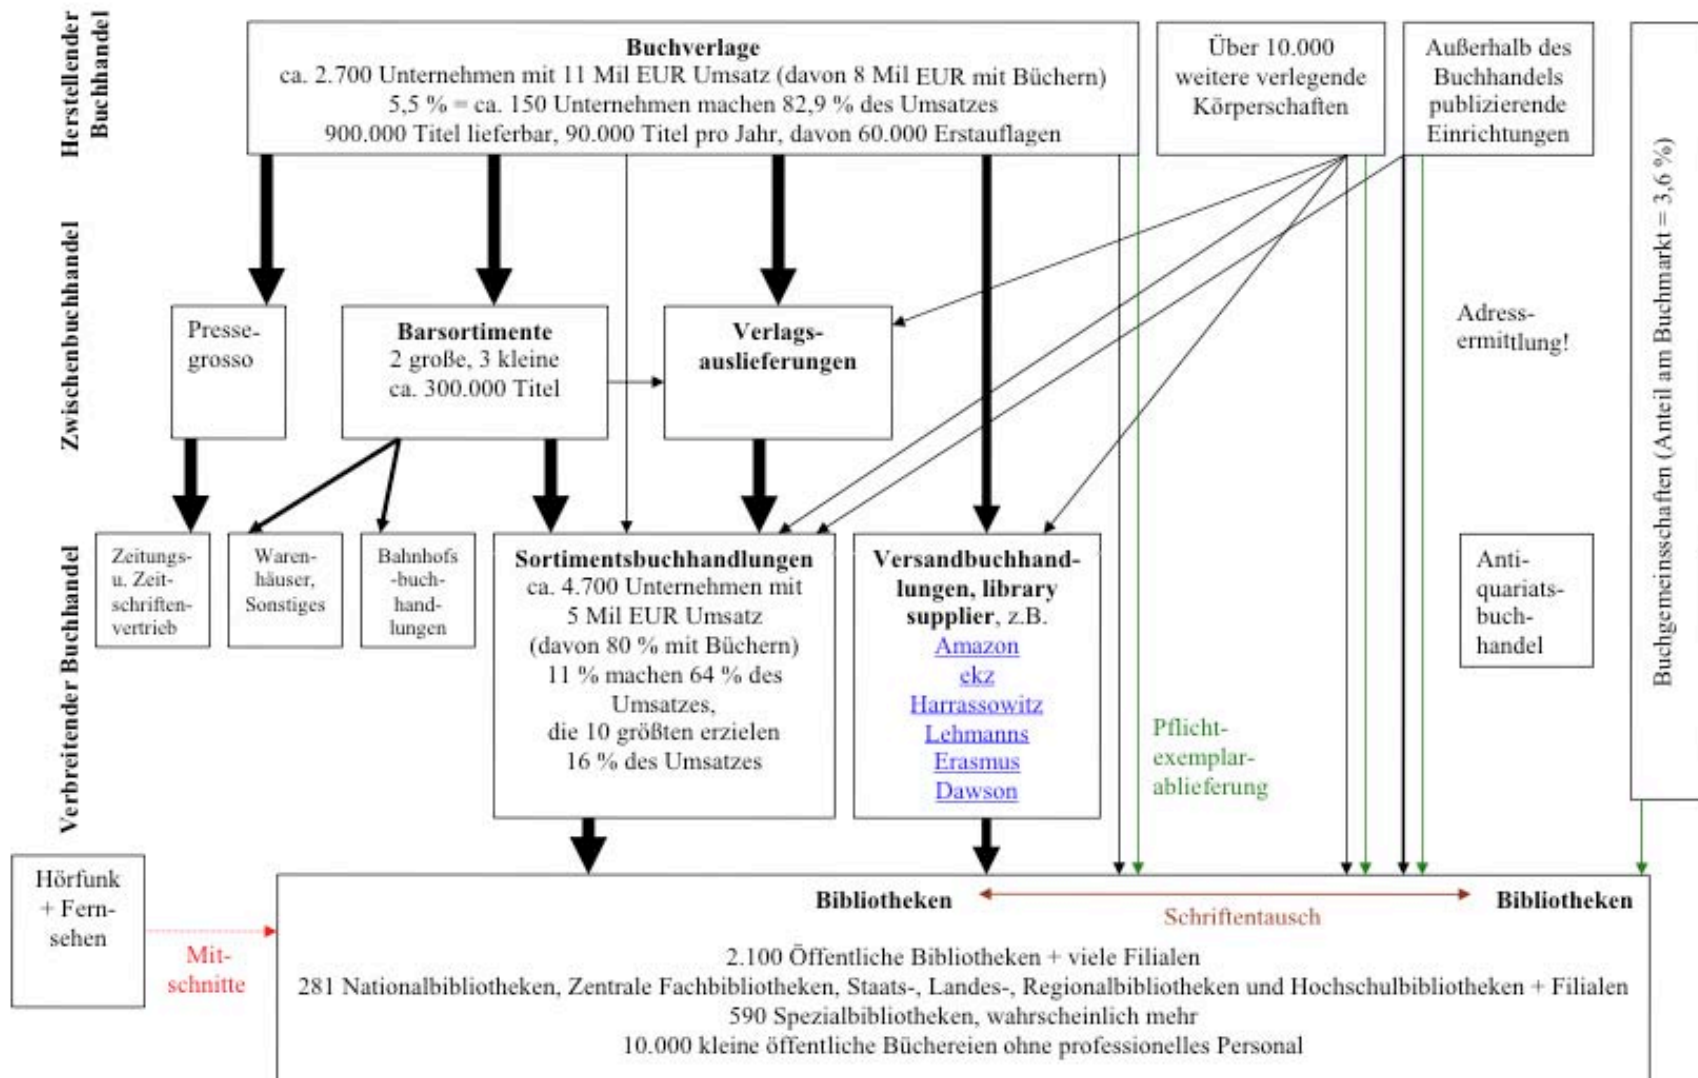 Herstellender
Buchhandel
Buchverlage
ca. 2.700 Unternehmen mit 11 Mil EUR Umsatz (davon 8 Mil EUR mit Büchern)
5,5 % = ca. 150 Unternehmen machen 82,9 % des Umsatzes
900.000 Titel lieferbar, 90.000 Titel pro Jahr, davon 60.000 Erstauflagen
Über 10.000
weitere verlegende
Körperschaften
Außerhalb des
Buchhandels
publizierende
Einrichtungen
Buchgemeinsschaften (Anteil am Buchmarkt = 3,6 %)
Zwischenbuchhandel
Presse-
grosso
Barsortimente
2 große, 3 kleine
ca. 300.000 Titel
Verlags-
auslieferungen
Adress-
ermittlung!
Verbreitender Buchhandel
Zeitungs-
u. Zeit-
schriften-
vertrieb
Waren-
häuser,
Sonstiges
Bahnhofs
-buch-
hand-
lungen
Sortimentsbuchhandlungen
ca. 4.700 Unternehmen mit
5 Mil EUR Umsatz
(davon 80 % mit Büchern)
11 % machen 64 % des
Umsatzes,
die 10 größten erzielen
16 % des Umsatzes
Versandbuchhand-
lungen, library
supplier, z.B.
Amazon
ekz
Harrassowitz
Lehmanns
Erasmus
Dawson
Anti-
quariats-
buch-
handel
Pflicht-
exemplar-
ablieferung
Hörfunk
+ Fern-
sehen
Mit-
schnitte
Bibliotheken
Schriftentausch
Bibliotheken
2.100 Öffentliche Bibliotheken + viele Filialen
281 Nationalbibliotheken, Zentrale Fachbibliotheken, Staats-, Landes-, Regionalbibliotheken und Hochschulbibliotheken + Filialen
590 Spezialbibliotheken, wahrscheinlich mehr
10.000 kleine öffentliche Büchereien ohne professionelles Personal